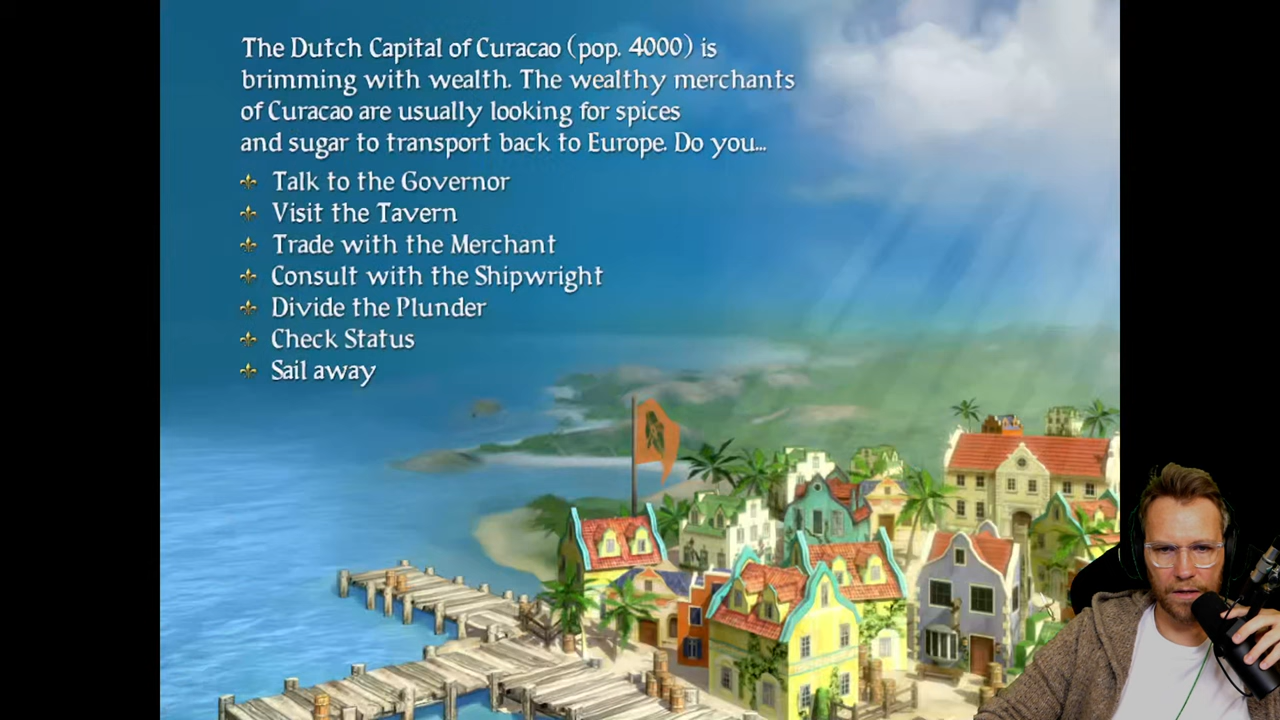 The Dutch Capital of Curacao (pop. 4000) is
brimming with wealth. The wealthy merchants
of Curacao are usually looking for spices
and sugar to transport back to Europe. Do you...
Talk to the Governor
Visit the Tavern
Trade with the Merchant
Consult with the Shipwright
Divide the Plunder
Check Status
Sail away